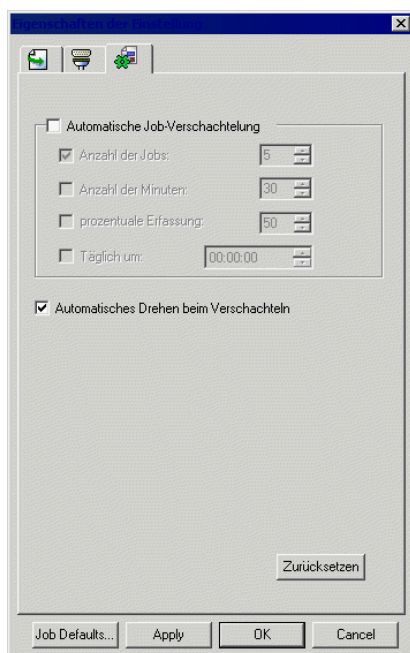 Eigenschaften der Einstellung
Automatische Job-Verschachtelung
Anzahl der Jobs: 5
Anzahl der Minuten: 30
prozentuale Erfassung: 50
Täglich um: 00:00:00
Automatisches Drehen beim Verschachteln
Zurücksetzen
Job Defaults... Apply OK Cancel